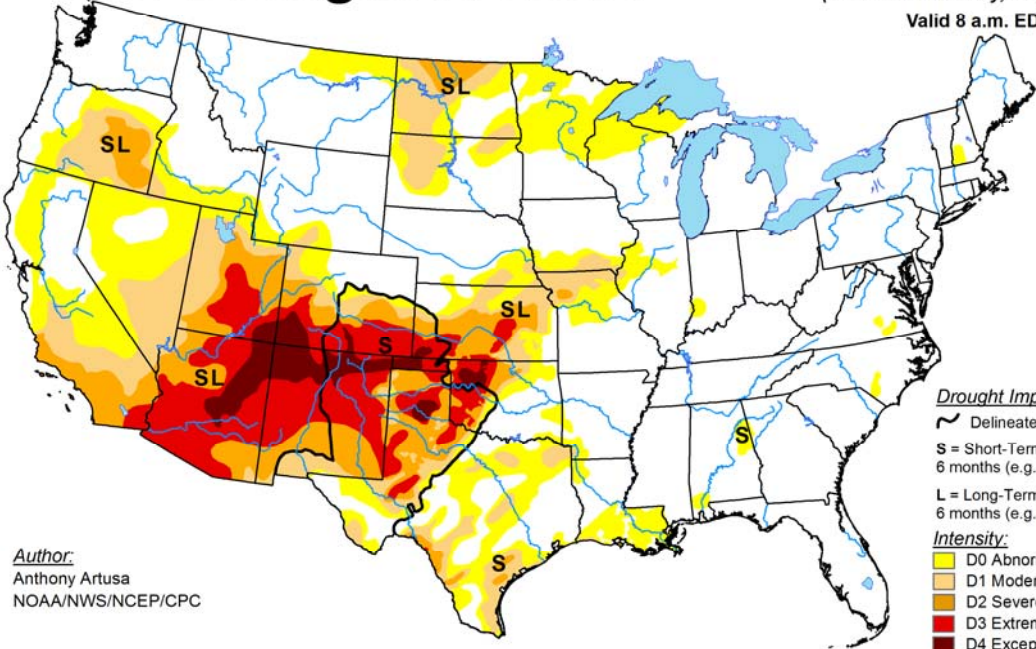 Valid 8 a.m. ED
SL
SL
SL
S
SL
S
S
Drought Imp
Delineate
S = Short-Term
6 months (e.g.
L = Long-Term
6 months (e.g.
Intensity:
D0 Abnor
D1 Moder
D2 Severe
D3 Extrem
D4 Excep
Author:
Anthony Artusa
NOAA/NWS/NCEP/CPC